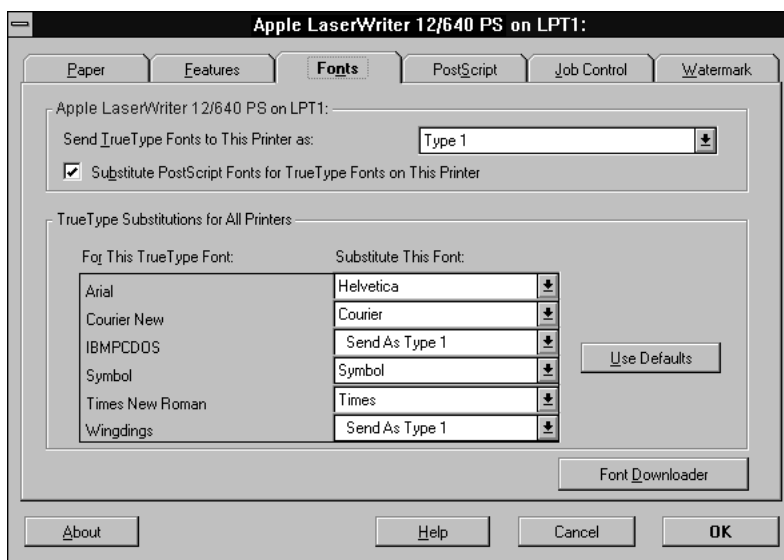 Apple LaserWriter 12/640 PS on LPT1:
Paper Features Fonts PostScript Job Control Watermark
Apple LaserWriter 12/640 PS on LPT1:
Send TrueType Fonts to This Printer as: Type 1
Substitute PostScript Fonts for TrueType Fonts on This Printer
TrueType Substitutions for All Printers
For This TrueType Font: Substitute This Font:
Arial Helvetica
Courier New Courier
IBMPCDOS Send As Type 1
Use Defaults
Symbol Symbol
Times New Roman Times
Wingdings Send As Type 1
Font Downloader
About Help Cancel OK